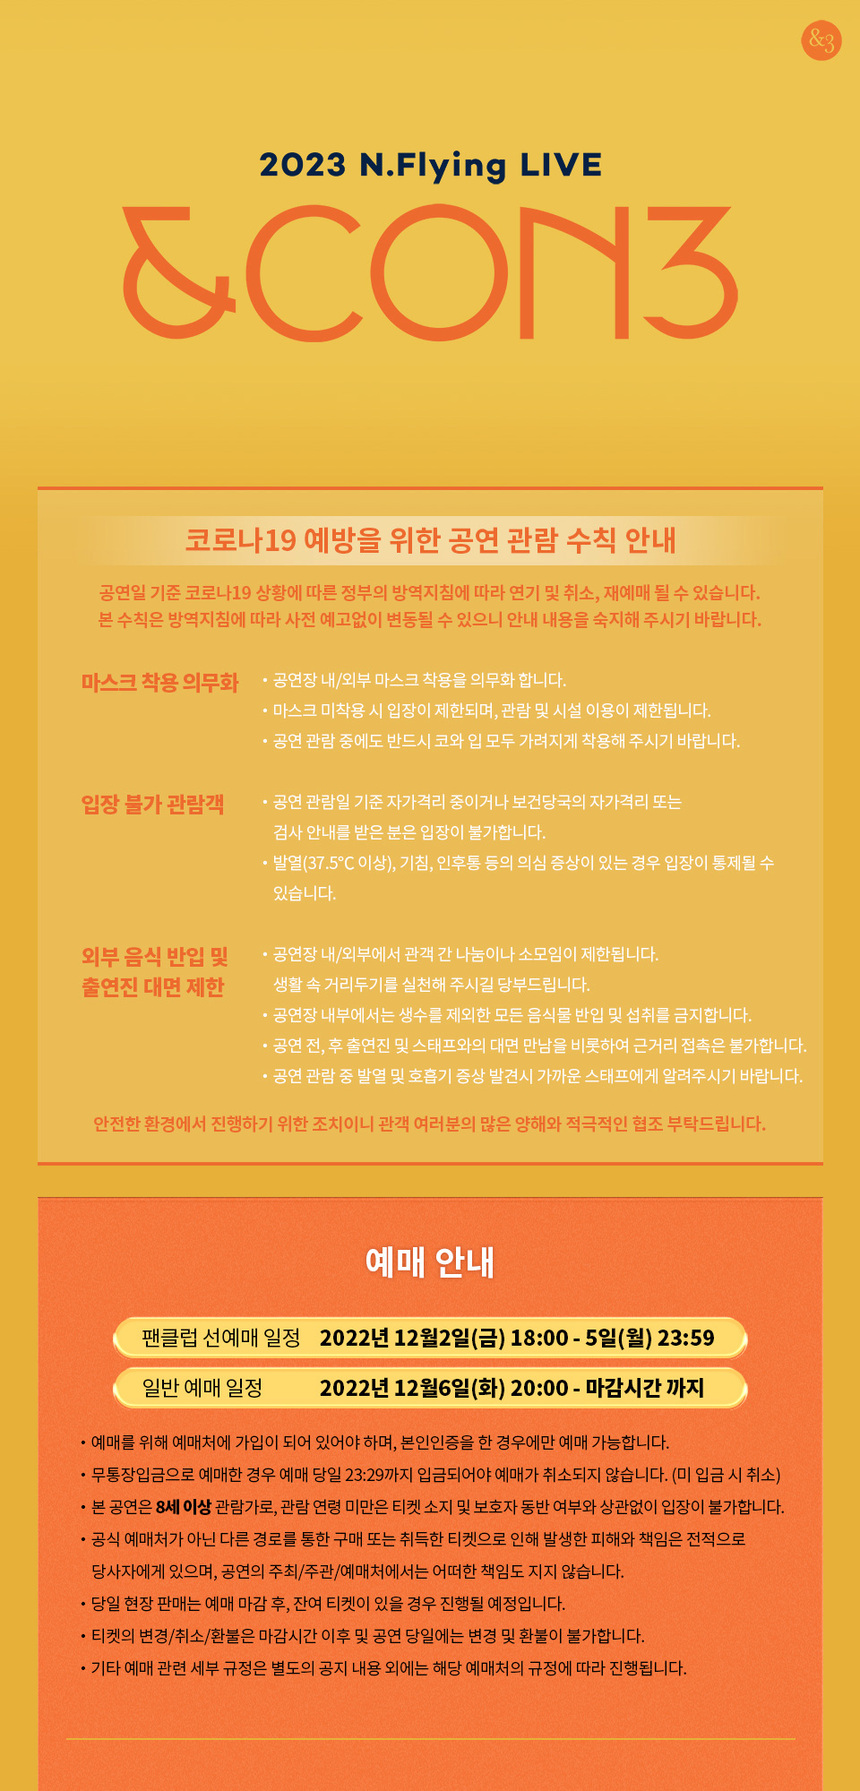 &3
2023 N.Flying LIVE
&CON3
코로나19 예방을 위한 공연 관람 수칙 안내
공연일 기준 코로나19 상황에 따른 정부의 방역지침에 따라 연기 및 취소, 재예매 될 수 있습니다.
본 수칙은 방역지침에 따라 사전 예고없이 변동될 수 있으니 안내 내용을 숙지해 주시기 바랍니다.
마스크 착용 의무화
• 공연장 내/외부 마스크 착용을 의무화 합니다.
• 마스크 미착용 시 입장이 제한되며, 관람 및 시설 이용이 제한됩니다.
• 공연 관람 중에도 반드시 코와 입 모두 가려지게 착용해 주시기 바랍니다.
입장 불가 관람객
• 공연 관람일 기준 자가격리 중이거나 보건당국의 자가격리 또는
검사 안내를 받은 분은 입장이 불가합니다.
• 발열(37.5℃ 이상), 기침, 인후통 등의 의심 증상이 있는 경우 입장이 통제될 수
있습니다.
외부 음식 반입 및
출연진 대면 제한
• 공연장 내/외부에서 관객 간 나눔이나 소모임이 제한됩니다.
생활 속 거리두기를 실천해 주시길 당부드립니다.
• 공연장 내부에서는 생수를 제외한 모든 음식물 반입 및 섭취를 금지합니다.
• 공연 전, 후 출연진 및 스태프와의 대면 만남을 비롯하여 근거리 접촉은 불가합니다.
• 공연 관람 중 발열 및 호흡기 증상 발견시 가까운 스태프에게 알려주시기 바랍니다.
안전한 환경에서 진행하기 위한 조치이니 관객 여러분의 많은 양해와 적극적인 협조 부탁드립니다.
예매 안내
팬클럽 선예매 일정 2022년 12월2일(금) 18:00 - 5일(월) 23:59
일반 예매 일정 2022년 12월6일(화) 20:00 - 마감시간 까지
• 예매를 위해 예매처에 가입이 되어 있어야 하며, 본인인증을 한 경우에만 예매 가능합니다.
• 무통장입금으로 예매한 경우 예매 당일 23:29까지 입금되어야 예매가 취소되지 않습니다. (미 입금 시 취소)
• 본 공연은 8세 이상 관람가로, 관람 연령 미만은 티켓 소지 및 보호자 동반 여부와 상관없이 입장이 불가합니다.
• 공식 예매처가 아닌 다른 경로를 통한 구매 또는 취득한 티켓으로 인해 발생한 피해와 책임은 전적으로
당사자에게 있으며, 공연의 주최/주관/예매처에서는 어떠한 책임도 지지 않습니다.
• 당일 현장 판매는 예매 마감 후, 잔여 티켓이 있을 경우 진행될 예정입니다.
• 티켓의 변경/취소/환불은 마감시간 이후 및 공연 당일에는 변경 및 환불이 불가합니다.
• 기타 예매 관련 세부 규정은 별도의 공지 내용 외에는 해당 예매처의 규정에 따라 진행됩니다.